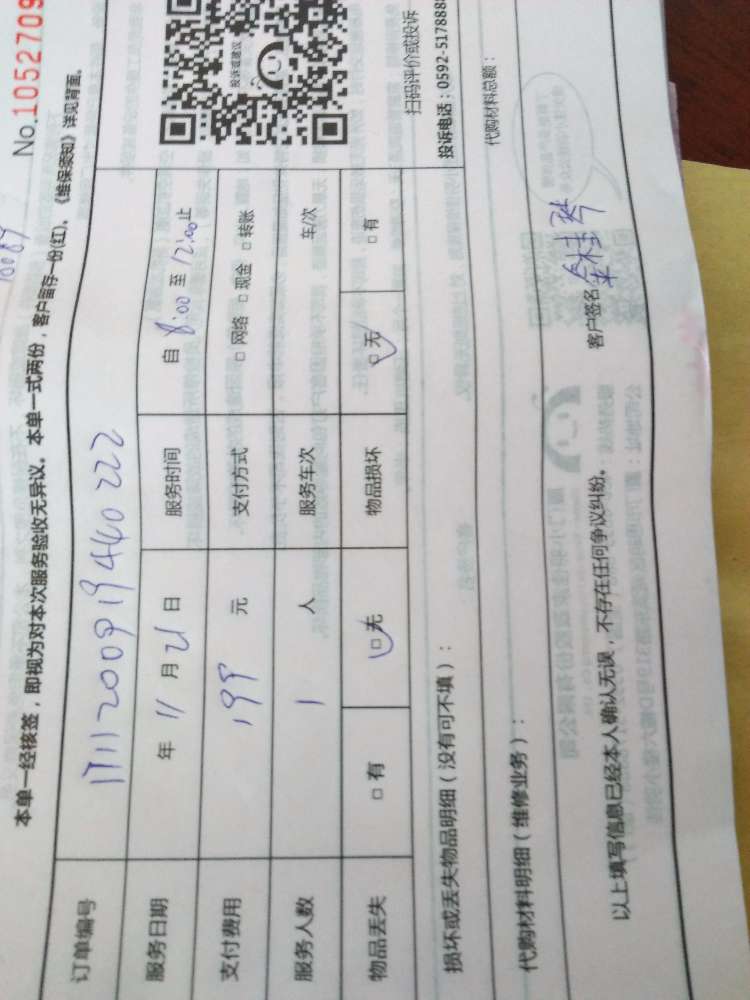 No.1052709
本单一经核签，即视为对本次服务验收无异议。本单一式两份，客户留存一份(红)，《维保须知》详见背面。
订单编号 1711200919440222
服务日期 年 11 月 21 日 服务时间 自 8:00 至 12:00 止
支付费用 199 元 支付方式 □ 网络 □ 现金 □ 转账
服务人数 1 人 服务车次 车/次
物品丢失 □ 有 □ 无 物品损坏 □ 无 □ 有
投诉或建议
扫码评价或投诉
投诉电话：0592-5178888
损坏或丢失物品明细（没有可不填）：
代购材料明细（维修业务）： 代购材料总额：
以上填写信息已经本人确认无误，不存在任何争议纠纷。 客户签名